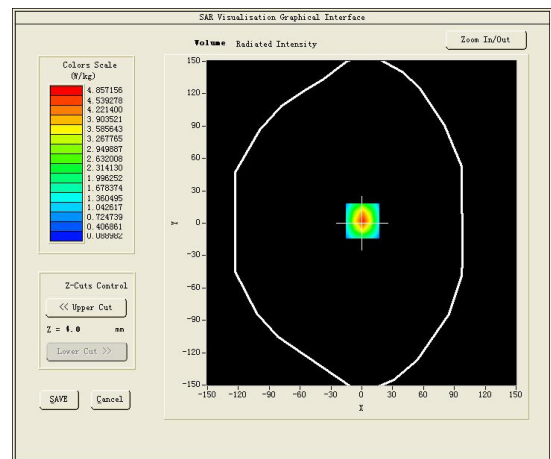 SAR Visualisation Graphical Interface
Volume Radiated Intensity
Zoom In/Out
Colors Scale
(W/kg)
4.857156
4.539278
4.221400
3.903521
3.585643
3.267765
2.949887
2.632008
2.314130
1.996252
1.678374
1.360495
1.042617
0.724739
0.406861
0.088982
Z-Cuts Control
<< Upper Cut
Z = 4.0 mm
Lower Cut >>
SAVE Cancel
150
120
90
60
30
0
-30
-60
-90
-120
-150
Y
-150 -120 -90 -60 -30 0 30 60 90 120 150
X